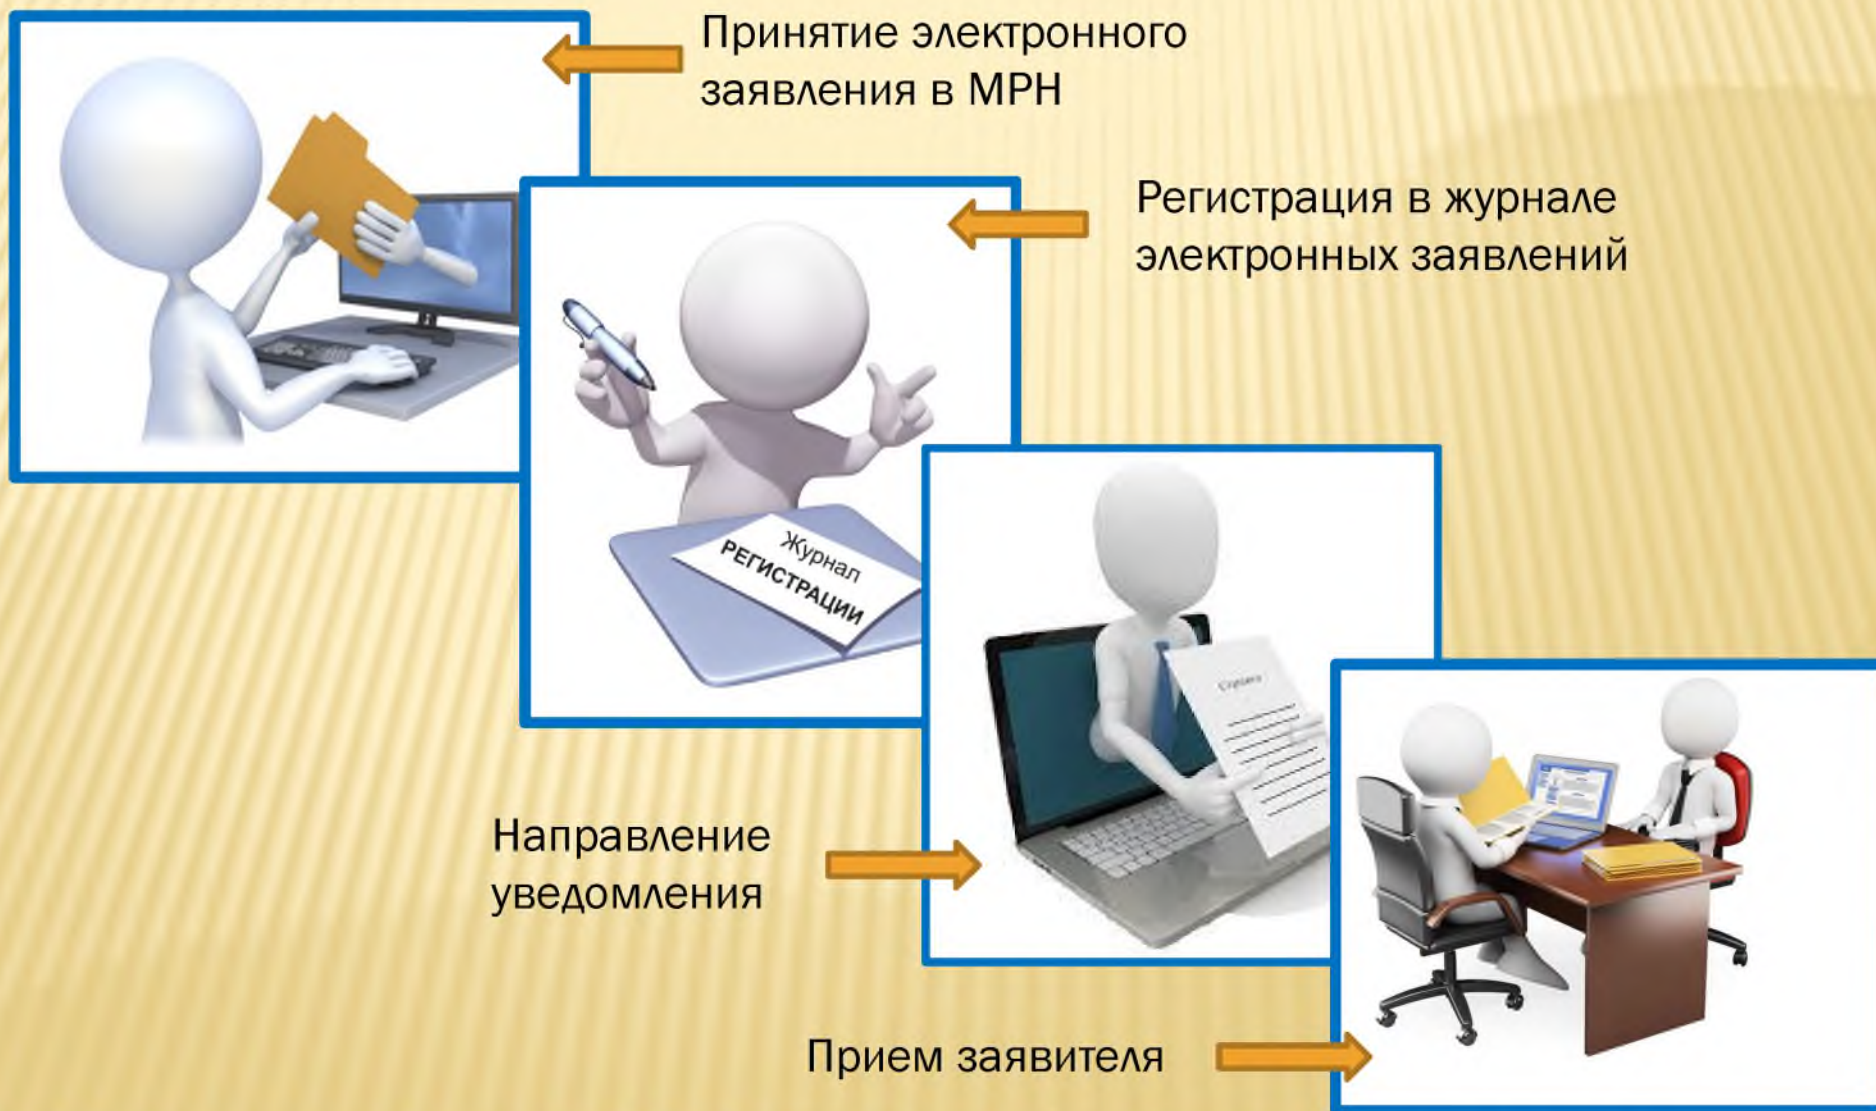 Принятие электронного
заявления в МРН
Регистрация в журнале
электронных заявлений
Журнал
РЕГИСТРАЦИИ
Направление
уведомления
Прием заявителя